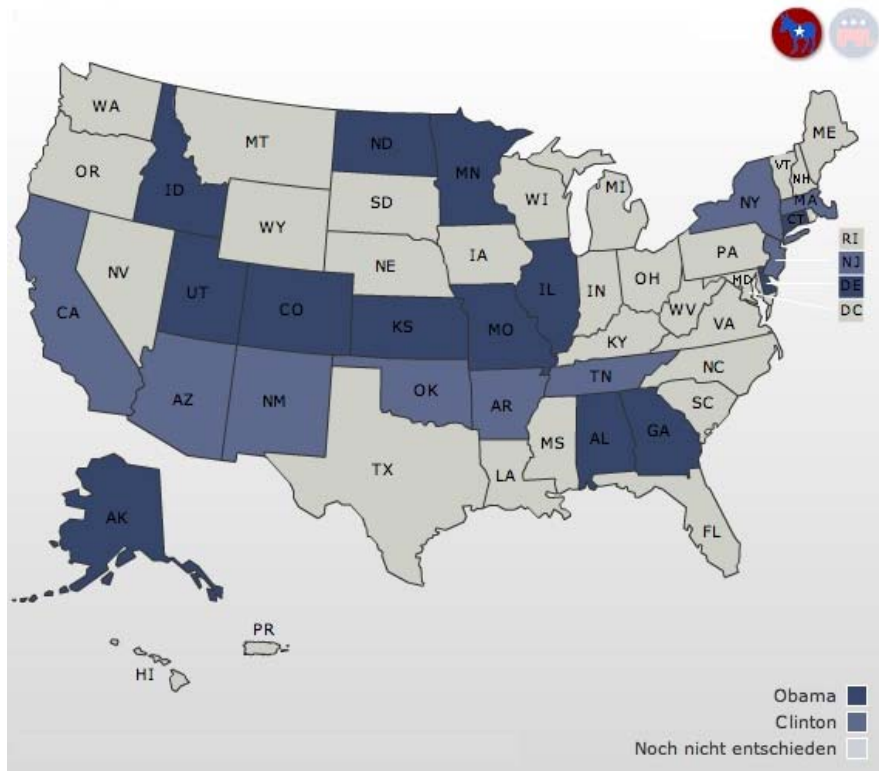 WA
MT
ND
MN
OR
ID
SD
WI
MI
WY
IA
NE
NV
UT
CO
IL
IN
OH
PA
NY
VT
NH
ME
MA
CT
RI
NJ
DE
DC
MD
WV
VA
KY
KS
MO
CA
AZ
NM
OK
AR
TN
NC
SC
MS
AL
GA
TX
LA
FL
AK
PR
HI
Obama
Clinton
Noch nicht entschieden